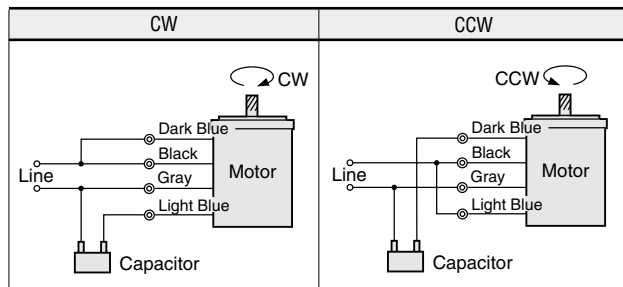 CW
CCW
CW
Dark Blue
Black
Line
Gray
Motor
Light Blue
Capacitor
CCW
Dark Blue
Black
Line
Gray
Motor
Light Blue
Capacitor